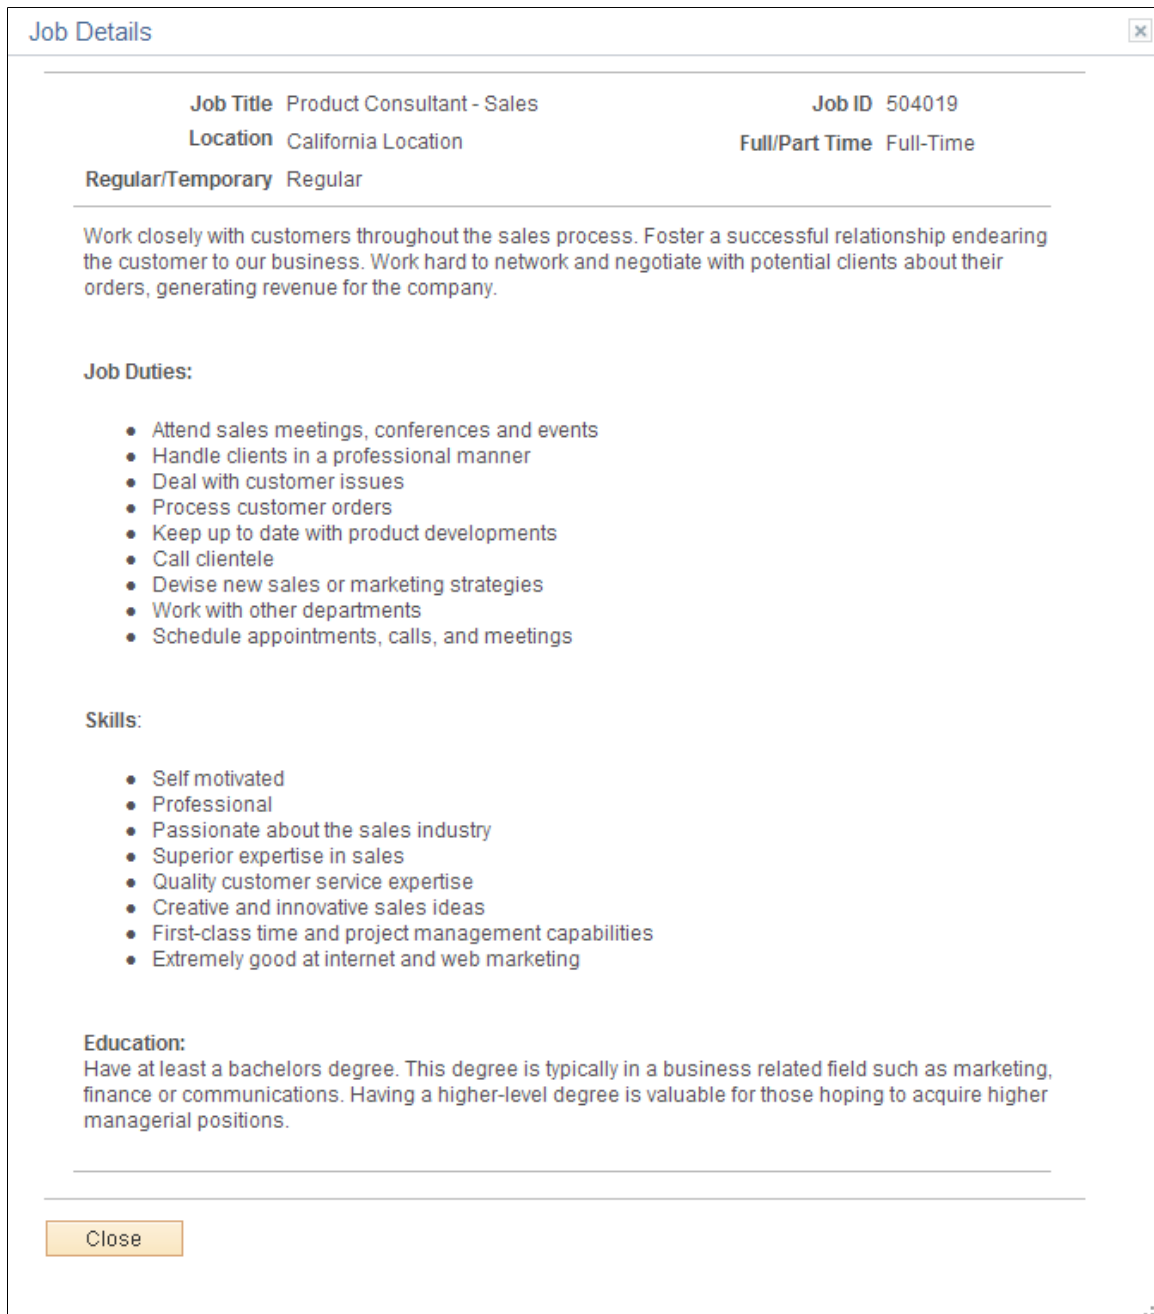 Job Details
Job Title Product Consultant - Sales Job ID 504019
Location California Location Full/Part Time Full-Time
Regular/Temporary Regular
Work closely with customers throughout the sales process. Foster a successful relationship endearing
the customer to our business. Work hard to network and negotiate with potential clients about their
orders, generating revenue for the company.
Job Duties:
• Attend sales meetings, conferences and events
• Handle clients in a professional manner
• Deal with customer issues
• Process customer orders
• Keep up to date with product developments
• Call clientele
• Devise new sales or marketing strategies
• Work with other departments
• Schedule appointments, calls, and meetings
Skills:
• Self motivated
• Professional
• Passionate about the sales industry
• Superior expertise in sales
• Quality customer service expertise
• Creative and innovative sales ideas
• First-class time and project management capabilities
• Extremely good at internet and web marketing
Education:
Have at least a bachelors degree. This degree is typically in a business related field such as marketing,
finance or communications. Having a higher-level degree is valuable for those hoping to acquire higher
managerial positions.
Close